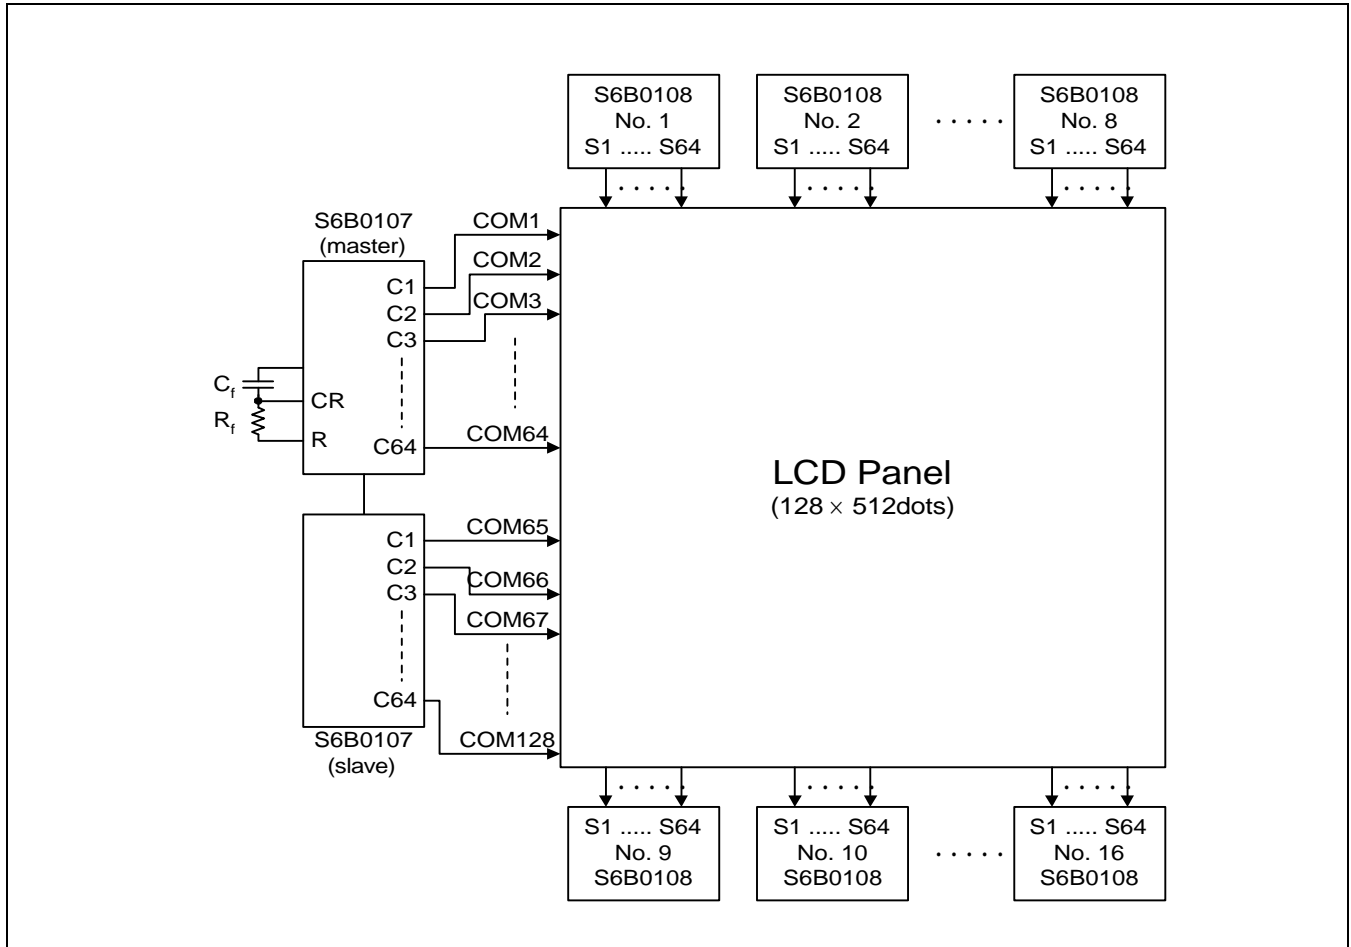 S6B0108
No. 1
S1 ..... S64
S6B0108
No. 2
S1 ..... S64
. . . . .
S6B0108
No. 8
S1 ..... S64
. . . . .
. . . . .
. . . . .
S6B0107
(master)
C1
C2
C3
C64
Cf
CR
Rf
R
COM1
COM2
COM3
COM64
LCD Panel
(128 × 512dots)
C1
C2
C3
C64
S6B0107
(slave)
COM65
COM66
COM67
COM128
. . . . .
. . . . .
. . . . .
S1 ..... S64
No. 9
S6B0108
S1 ..... S64
No. 10
S6B0108
. . . . .
S1 ..... S64
No. 16
S6B0108